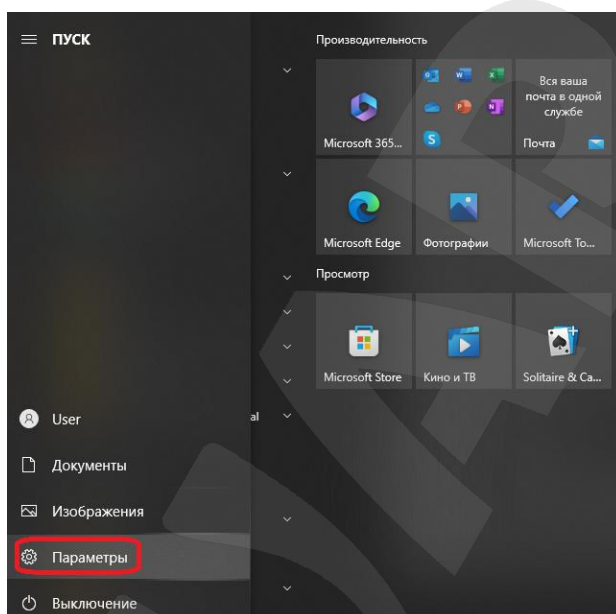 ПУСК
Производительность
Microsoft 365...
Вся ваша
почта в одной
службе
Почта
Microsoft Edge
Фотографии
Microsoft To...
Просмотр
Microsoft Store
Кино и ТВ
Solitaire & Ca...
User
al
Документы
Изображения
Параметры
Выключение